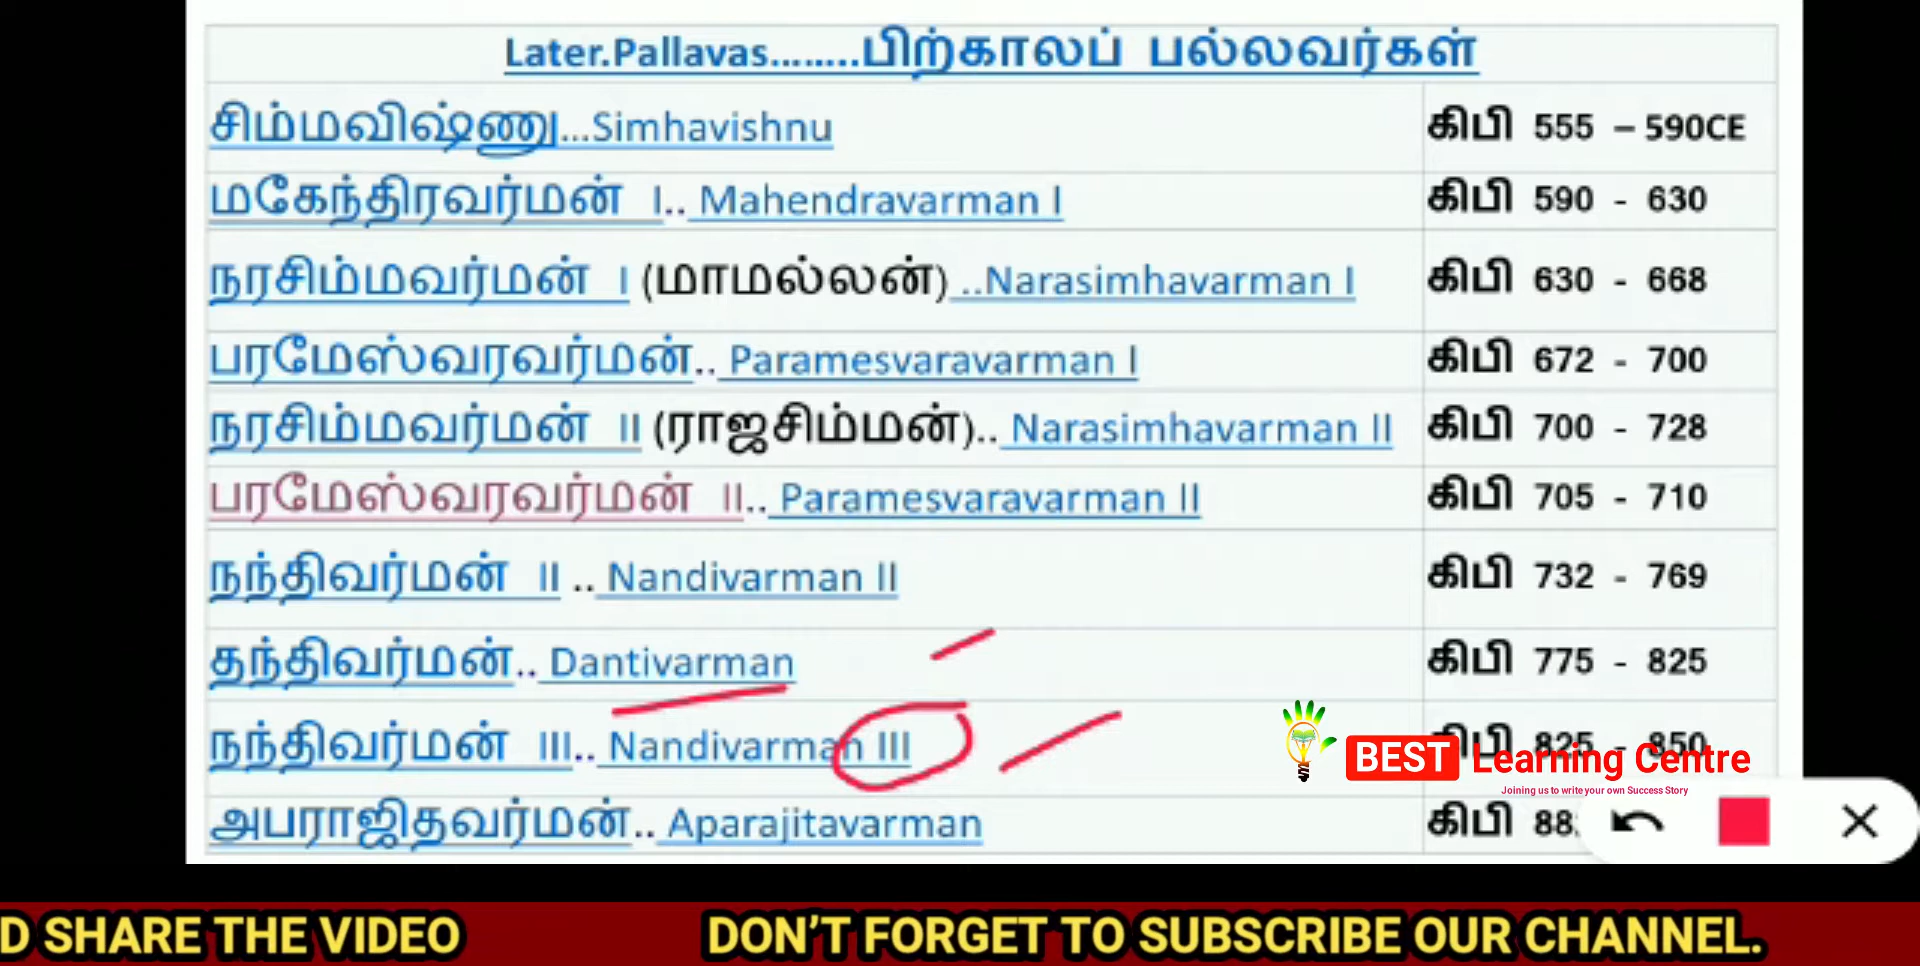 Later.Pallavas........பிற்காலப் பல்லவர்கள்
சிம்மவிஷ்ணு...Simhavishnu கிபி 555 – 590CE
மகேந்திரவர்மன் I.. Mahendravarman I கிபி 590 - 630
நரசிம்மவர்மன் I (மாமல்லன்) ..Narasimhavarman I கிபி 630 - 668
பரமேஸ்வரவர்மன்.. Paramesvaravarman I கிபி 672 - 700
நரசிம்மவர்மன் II (ராஜசிம்மன்).. Narasimhavarman II கிபி 700 - 728
பரமேஸ்வரவர்மன் II.. Paramesvaravarman II கிபி 705 - 710
நந்திவர்மன் II .. Nandivarman II கிபி 732 - 769
தந்திவர்மன்.. Dantivarman கிபி 775 - 825
நந்திவர்மன் III.. Nandivarman III கிபி 825 - 850
BEST Learning Centre
Joining us to write your own Success Story
அபராஜிதவர்மன்.. Aparajitavarman கிபி
D SHARE THE VIDEO DON'T FORGET TO SUBSCRIBE OUR CHANNEL.